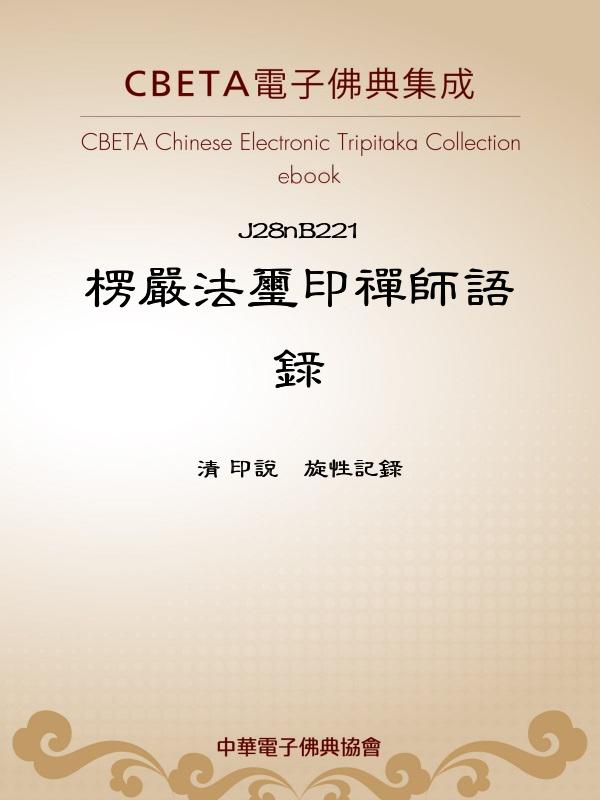 CBETA電子佛典集成
CBETA Chinese Electronic Tripitaka Collection
ebook
J28nB221
楞嚴法璽印禪師語
錄
清 印說　旋性記錄
中華電子佛典協會